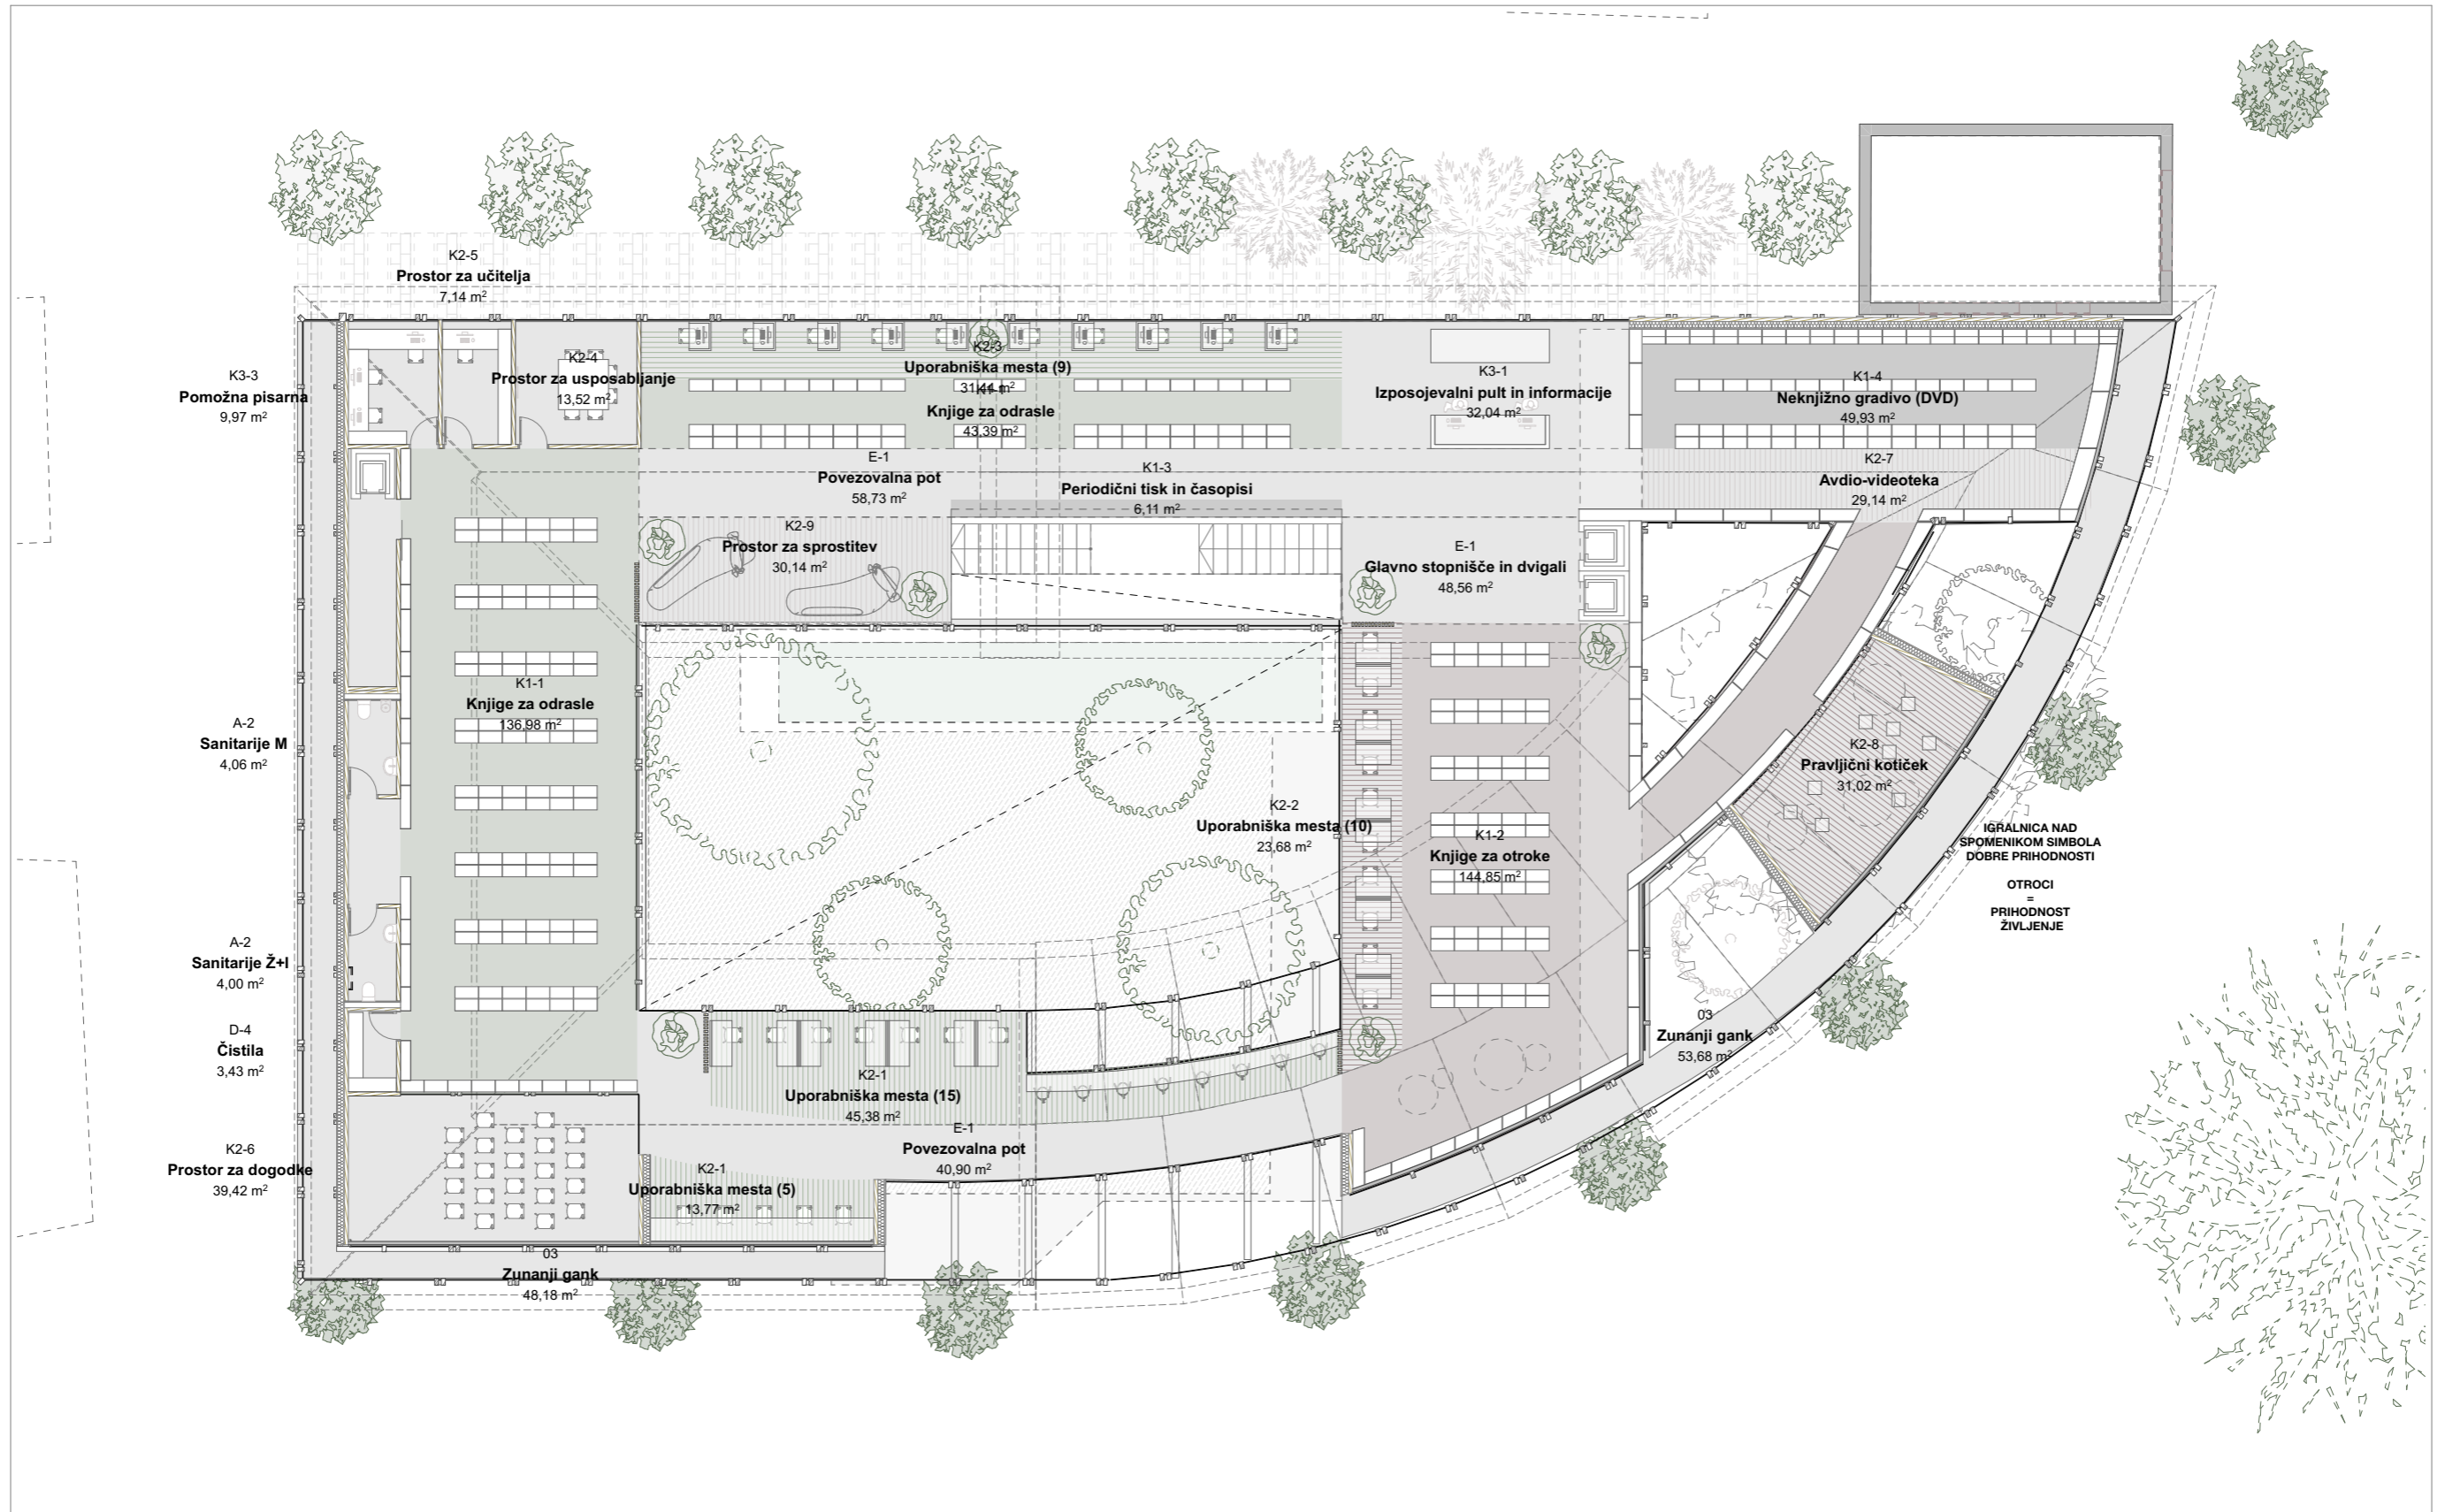 K2-5
Prostor za učitelja
7,14 m²
K3-3
Pomožna pisarna
9,97 m²
K2-4
Prostor za usposabljanje
13,52 m²
K2-3
Uporabniška mesta (9)
31,44 m²
K1-1
Knjige za odrasle
43,39 m²
K3-1
Izposojevalni pult in informacije
32,04 m²
K1-4
Neknjižno gradivo (DVD)
49,93 m²
E-1
Povezovalna pot
58,73 m²
K1-3
Periodični tisk in časopisi
6,11 m²
K2-7
Avdio-videoteka
29,14 m²
K2-9
Prostor za sprostitev
30,14 m²
E-1
Glavno stopnišče in dvigali
48,56 m²
K1-1
Knjige za odrasle
136,98 m²
A-2
Sanitarije M
4,06 m²
K2-8
Pravljični kotiček
31,02 m²
K2-2
Uporabniška mesta (10)
23,68 m²
K1-2
Knjige za otroke
144,85 m²
IGRALNICA NAD
SPOMENIKOM SIMBOLA
DOBRE PRIHODNOSTI
OTROCI
=
PRIHODNOST
ŽIVLJENJE
A-2
Sanitarije Ž+I
4,00 m²
D-4
Čistila
3,43 m²
03
Zunanji gank
53,68 m²
K2-1
Uporabniška mesta (15)
45,38 m²
E-1
Povezovalna pot
40,90 m²
K2-6
Prostor za dogodke
39,42 m²
K2-1
Uporabniška mesta (5)
13,77 m²
03
Zunanji gank
48,18 m²